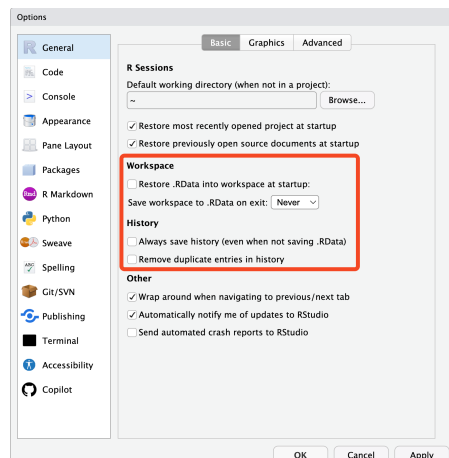 Options
General
Code
Console
Appearance
Pane Layout
Packages
Rmd R Markdown
Python
Sweave
ABC Spelling
Git/SVN
Publishing
Terminal
Accessibility
Copilot
Basic Graphics Advanced
R Sessions
Default working directory (when not in a project):
~ Browse...
Restore most recently opened project at startup
Restore previously open source documents at startup
Workspace
Restore .RData into workspace at startup:
Save workspace to .RData on exit: Never
History
Always save history (even when not saving .RData)
Remove duplicate entries in history
Other
Wrap around when navigating to previous/next tab
Automatically notify me of updates to RStudio
Send automated crash reports to RStudio
OK Cancel Apply